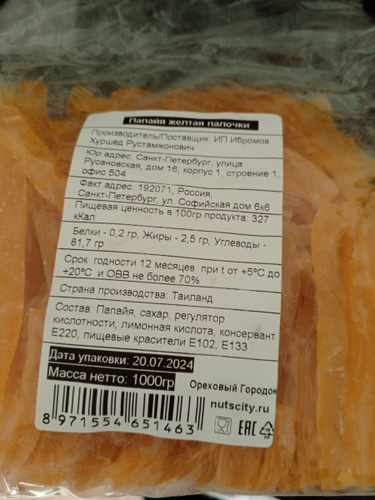 Папайя желтая палочки
Производитель/Поставщик: ИП Ибромов
Хуршед Рустамжонович
Юр.адрес: Санкт-Петербург, улица
Русановская, дом 16, корпус 1, строение 1,
офис 504
Факт.адрес: 192071, Россия,
Санкт-Петербург, ул. Софийская дом 6к6
Пищевая ценность в 100гр продукта: 327
кКал
Белки - 0,2 гр, Жиры - 2,5 гр, Углеводы -
81,7 гр
Срок годности 12 месяцев при t от +5°C до
+20°C и ОВВ не более 70%
Страна производства: Таиланд
Состав: Папайя, сахар, регулятор
кислотности, лимонная кислота, консервант
Е220, пищевые красители Е102, Е133
Дата упаковки: 20.07.2024
Масса нетто: 1000гр
Ореховый Городок
nutscity.ru
8 971554 651463
EAC